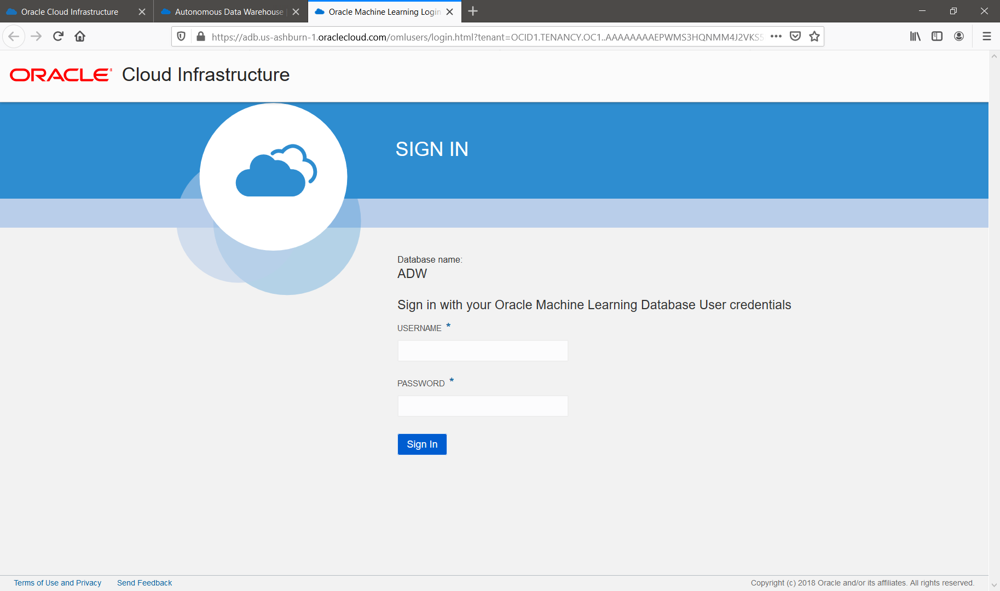 Oracle Cloud Infrastructure
Autonomous Data Warehouse
Oracle Machine Learning Login
https://adb.us-ashburn-1.oraclecloud.com/omlusers/login.html?tenant=OCID1.TENANCY.OC1..AAAAAAAAEPWMS3HQNMM4J2VKS5
ORACLE® Cloud Infrastructure
SIGN IN
Database name:
ADW
Sign in with your Oracle Machine Learning Database User credentials
USERNAME *
PASSWORD *
Sign In
Terms of Use and Privacy
Send Feedback
Copyright (c) 2018 Oracle and/or its affiliates. All rights reserved.